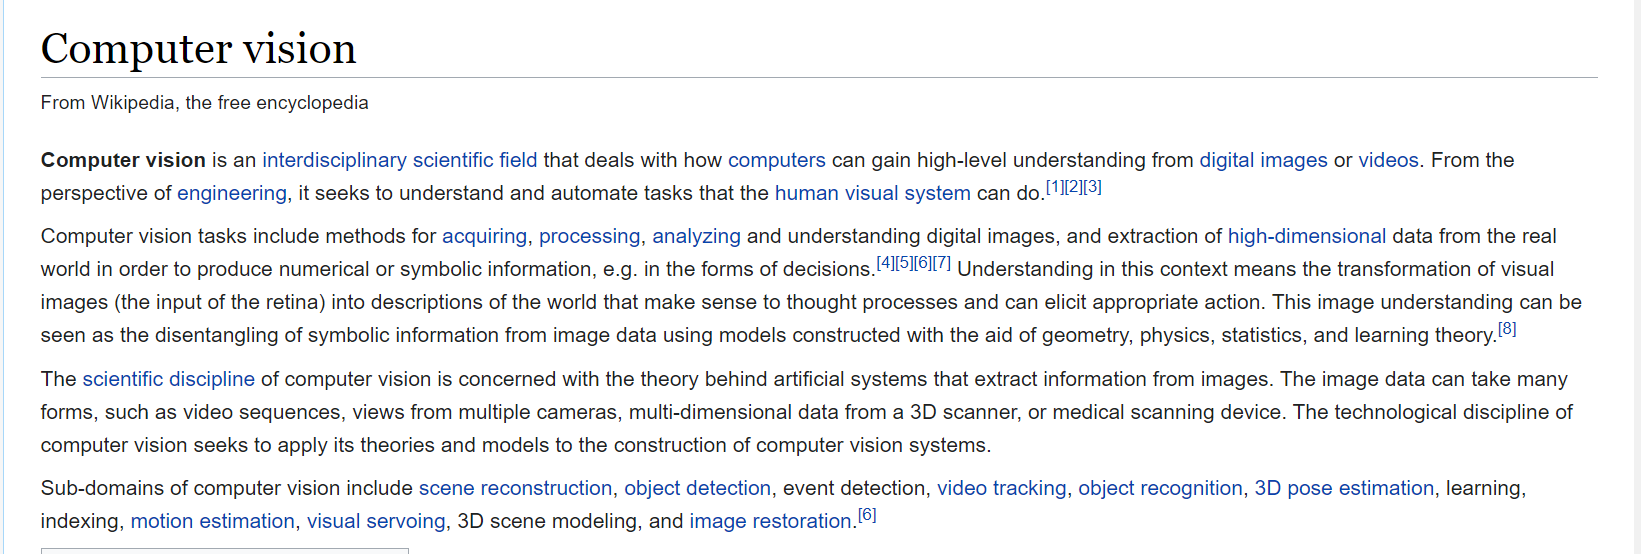 Computer vision
From Wikipedia, the free encyclopedia
Computer vision is an interdisciplinary scientific field that deals with how computers can gain high-level understanding from digital images or videos. From the
perspective of engineering, it seeks to understand and automate tasks that the human visual system can do.[1][2][3]
Computer vision tasks include methods for acquiring, processing, analyzing and understanding digital images, and extraction of high-dimensional data from the real
world in order to produce numerical or symbolic information, e.g. in the forms of decisions.[4][5][6][7] Understanding in this context means the transformation of visual
images (the input of the retina) into descriptions of the world that make sense to thought processes and can elicit appropriate action. This image understanding can be
seen as the disentangling of symbolic information from image data using models constructed with the aid of geometry, physics, statistics, and learning theory.[8]
The scientific discipline of computer vision is concerned with the theory behind artificial systems that extract information from images. The image data can take many
forms, such as video sequences, views from multiple cameras, multi-dimensional data from a 3D scanner, or medical scanning device. The technological discipline of
computer vision seeks to apply its theories and models to the construction of computer vision systems.
Sub-domains of computer vision include scene reconstruction, object detection, event detection, video tracking, object recognition, 3D pose estimation, learning,
indexing, motion estimation, visual servoing, 3D scene modeling, and image restoration.[6]